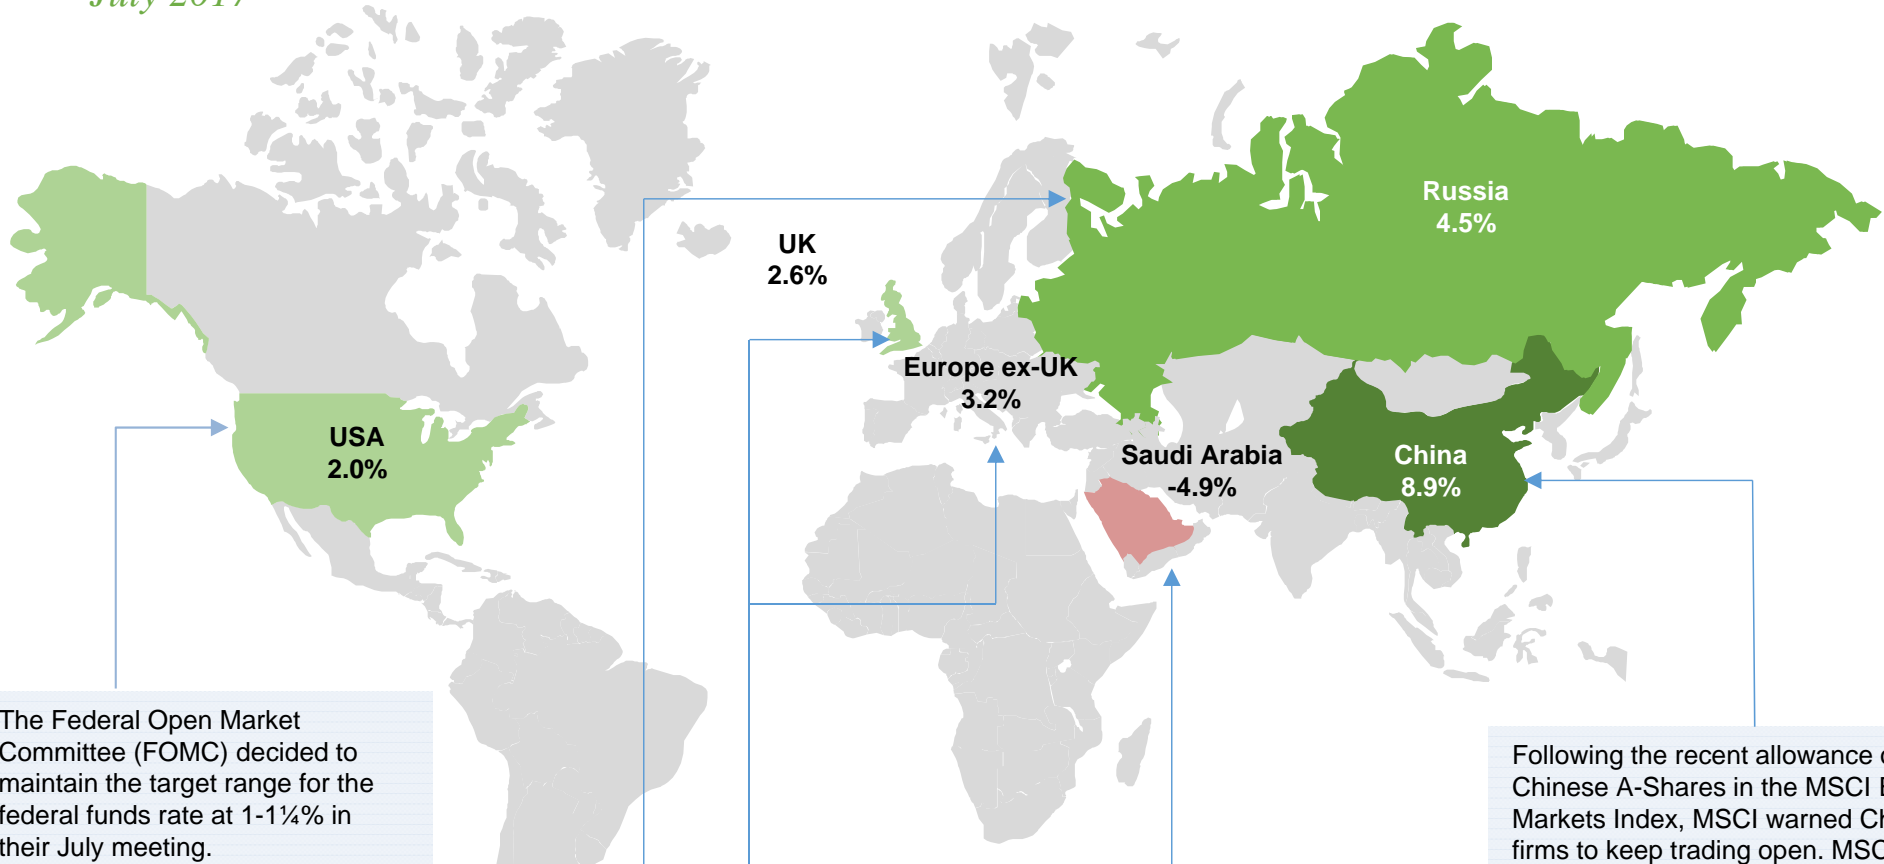 July 2017
Russia
4.5%
UK
2.6%
Europe ex-UK
3.2%
USA
2.0%
Saudi Arabia
-4.9%
China
8.9%
The Federal Open Market
Committee (FOMC) decided to
maintain the target range for the
federal funds rate at 1-1¼% in
their July meeting.
Following the recent allowance
Chinese A-Shares in the MSCI
Markets Index, MSCI warned
firms to keep trading open.